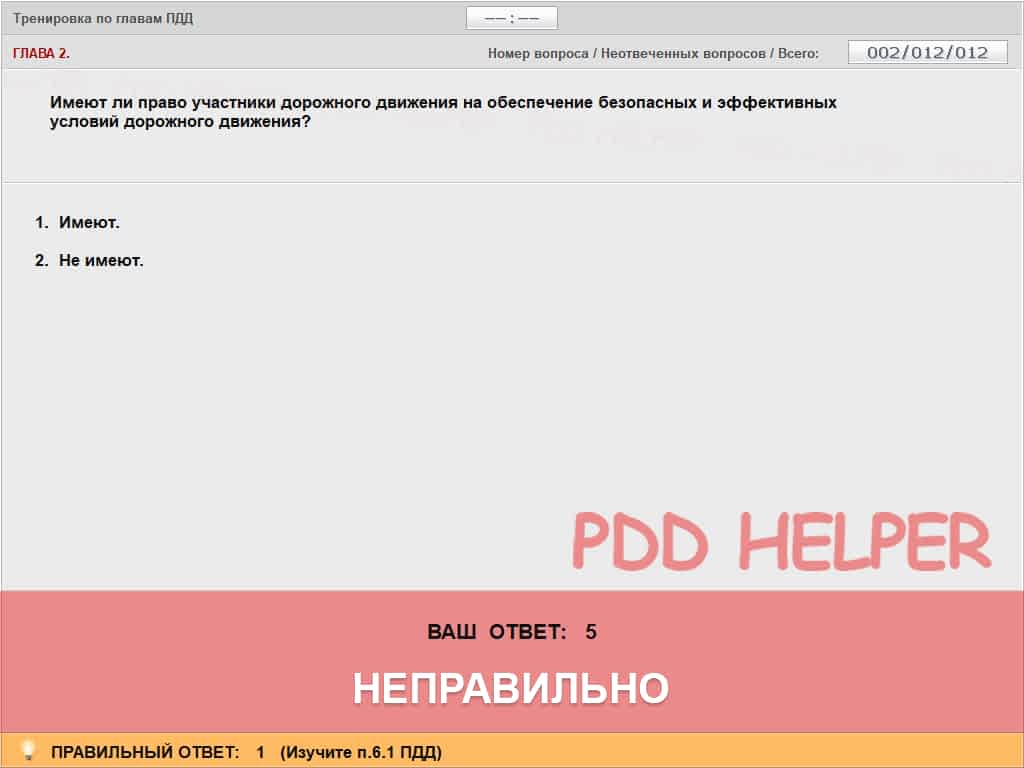 Тренировка по главам ПДД
–– : ––
ГЛАВА 2.
Номер вопроса / Неотвеченных вопросов / Всего:
002/012/012
Имеют ли право участники дорожного движения на обеспечение безопасных и эффективных
условий дорожного движения?
1. Имеют.
2. Не имеют.
PDD HELPER
ВАШ ОТВЕТ: 5
НЕПРАВИЛЬНО
ПРАВИЛЬНЫЙ ОТВЕТ: 1 (Изучите п.6.1 ПДД)